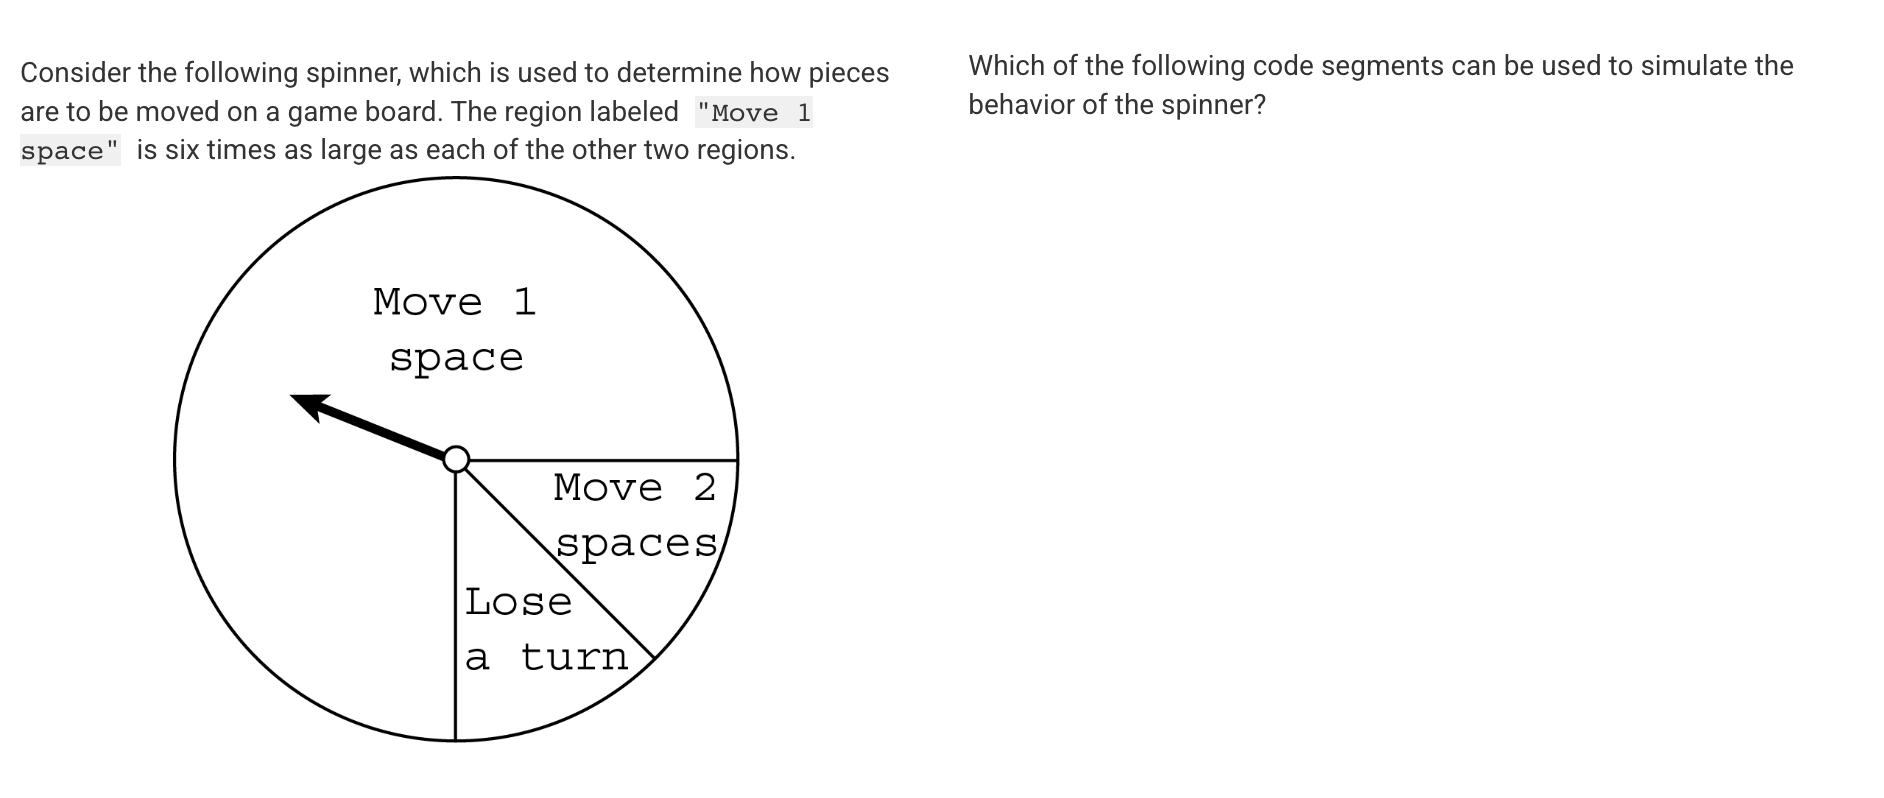 Consider the following spinner, which is used to determine how pieces
are to be moved on a game board. The region labeled "Move 1
space" is six times as large as each of the other two regions.
Move 1
space
Move 2
spaces
Lose
a turn
Which of the following code segments can be used to simulate the
behavior of the spinner?